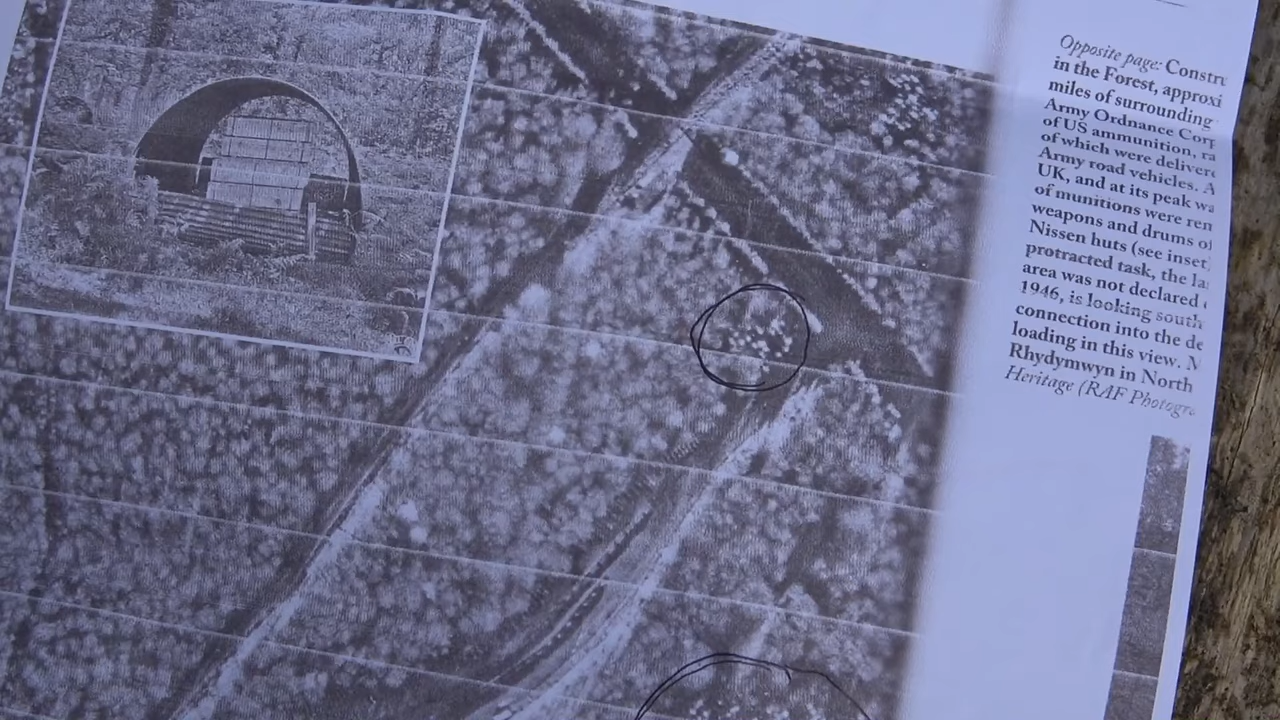 Opposite page: Constru
in the Forest, approxi
miles of surrounding
Army Ordnance Corp
of US ammunition, ra
of which were delivere
Army road vehicles. A
UK, and at its peak wa
of munitions were ren
weapons and drums of
Nissen huts (see inset
protracted task, the la
area was not declared
1946, is looking south
connection into the de
loading in this view. N
Rhydymwyn in North
Heritage (RAF Photogra